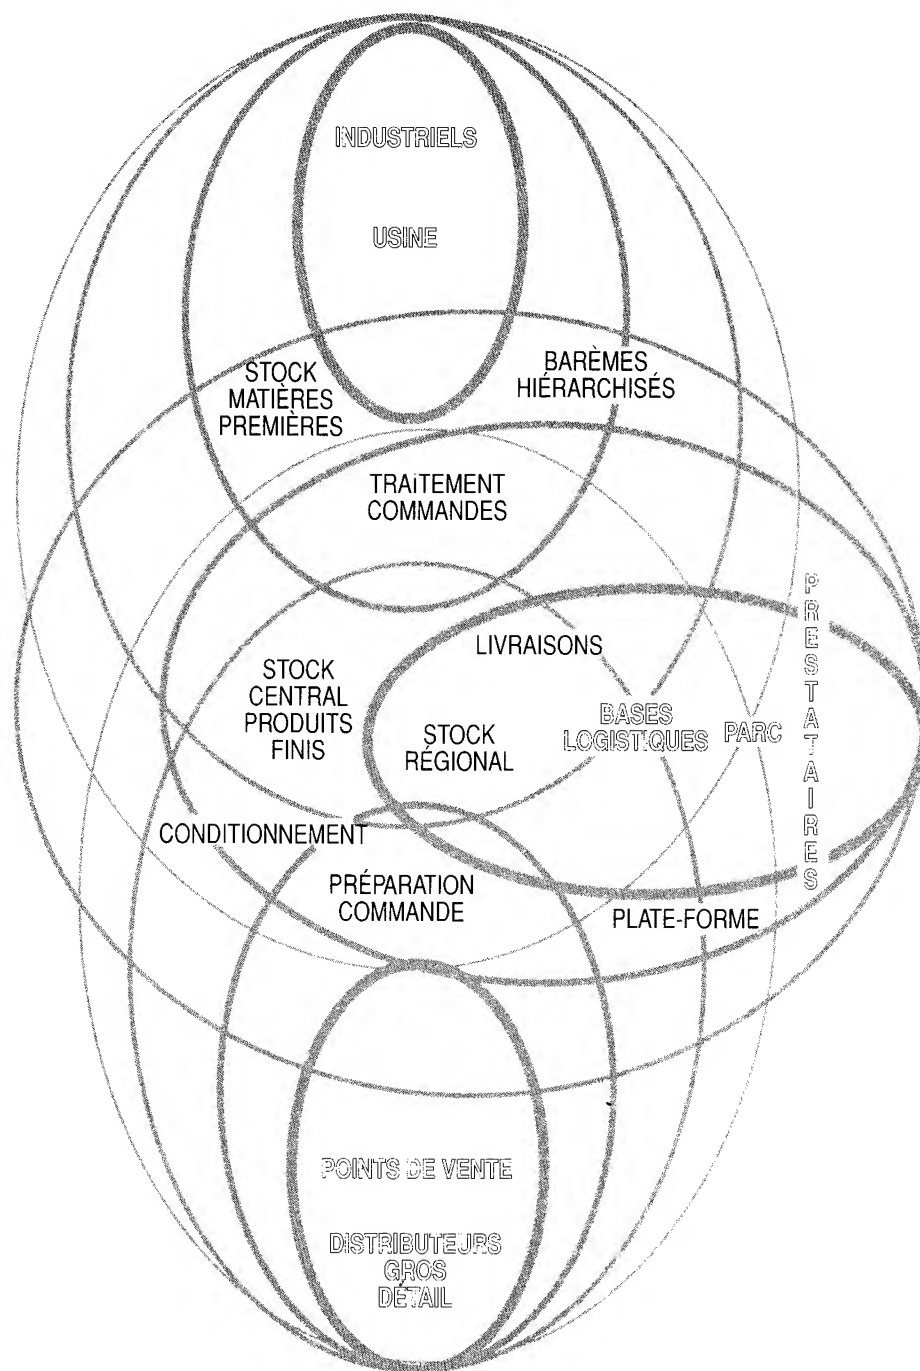 INDUSTRIELS
USINE
STOCK
MATIÈRES
PREMIÈRES
BARÈMES
HIÉRARCHISÉS
TRAITEMENT
COMMANDES
PRESTATAIRES
LIVRAISONS
STOCK
CENTRAL
PRODUITS
FINIS
STOCK
RÉGIONAL
BASES
LOGISTIQUES
PARC
CONDITIONNEMENT
PRÉPARATION
COMMANDE
PLATE-FORME
POINTS DE VENTE
DISTRIBUTEURS
GROS
DÉTAIL